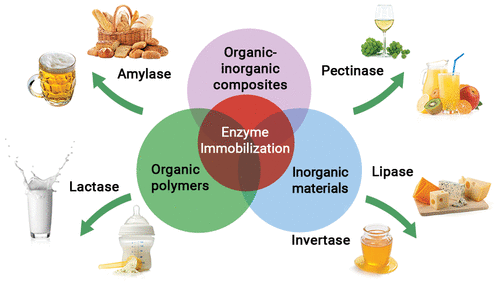 Organic-
inorganic
composites
Amylase
Pectinase
Enzyme
Immobilization
Organic
polymers
Inorganic
materials
Lactase
Lipase
Invertase